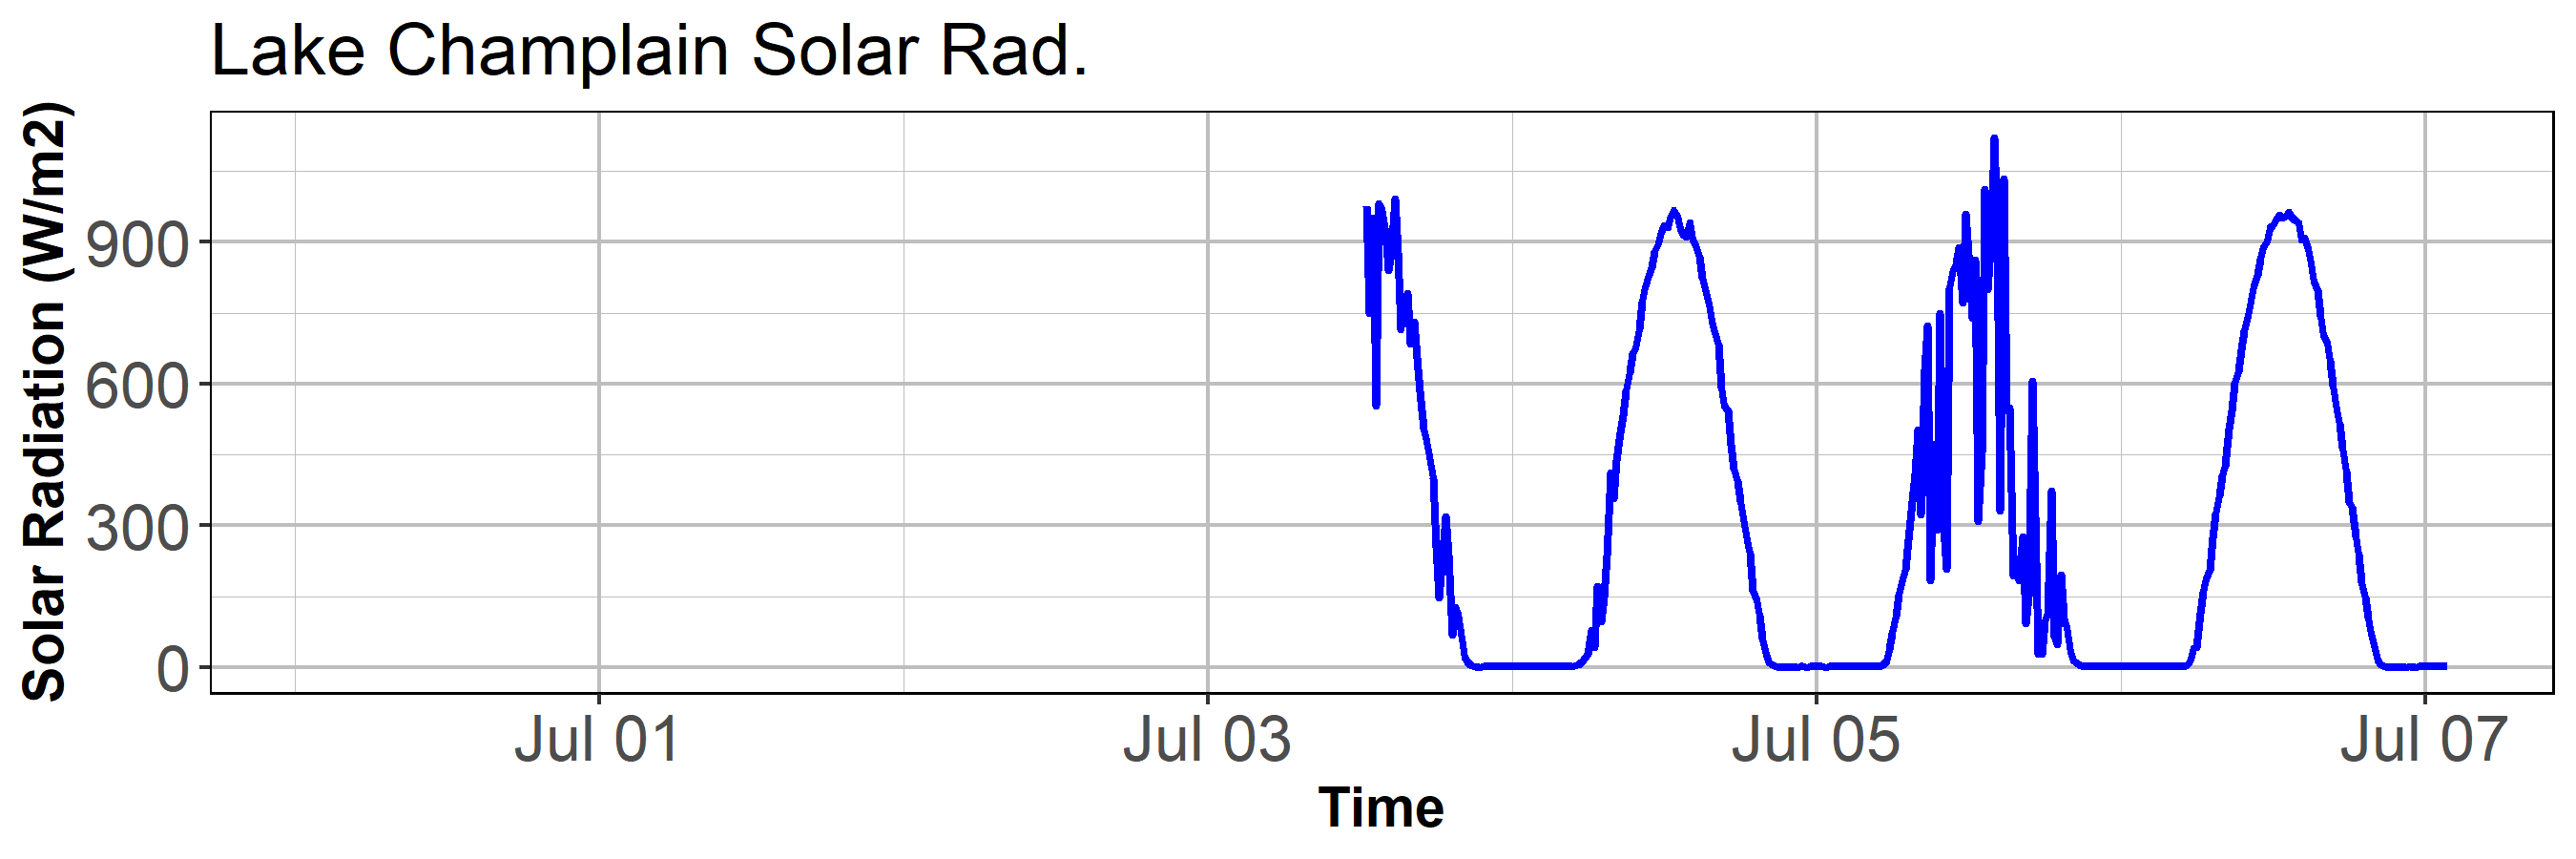 Lake Champlain Solar Rad.
Solar Radiation (W/m2)
900
600
300
0
Jul 01 Jul 03 Jul 05 Jul 07
Time